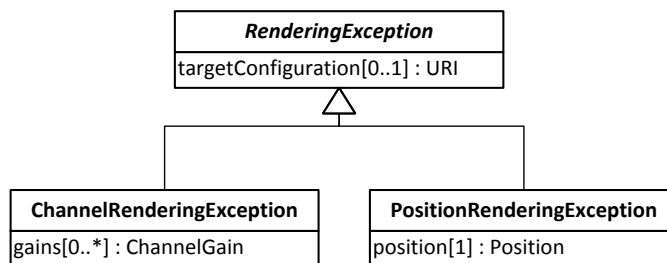 RenderingException
targetConfiguration[0..1] : URI
ChannelRenderingException
gains[0..*] : ChannelGain
PositionRenderingException
position[1] : Position